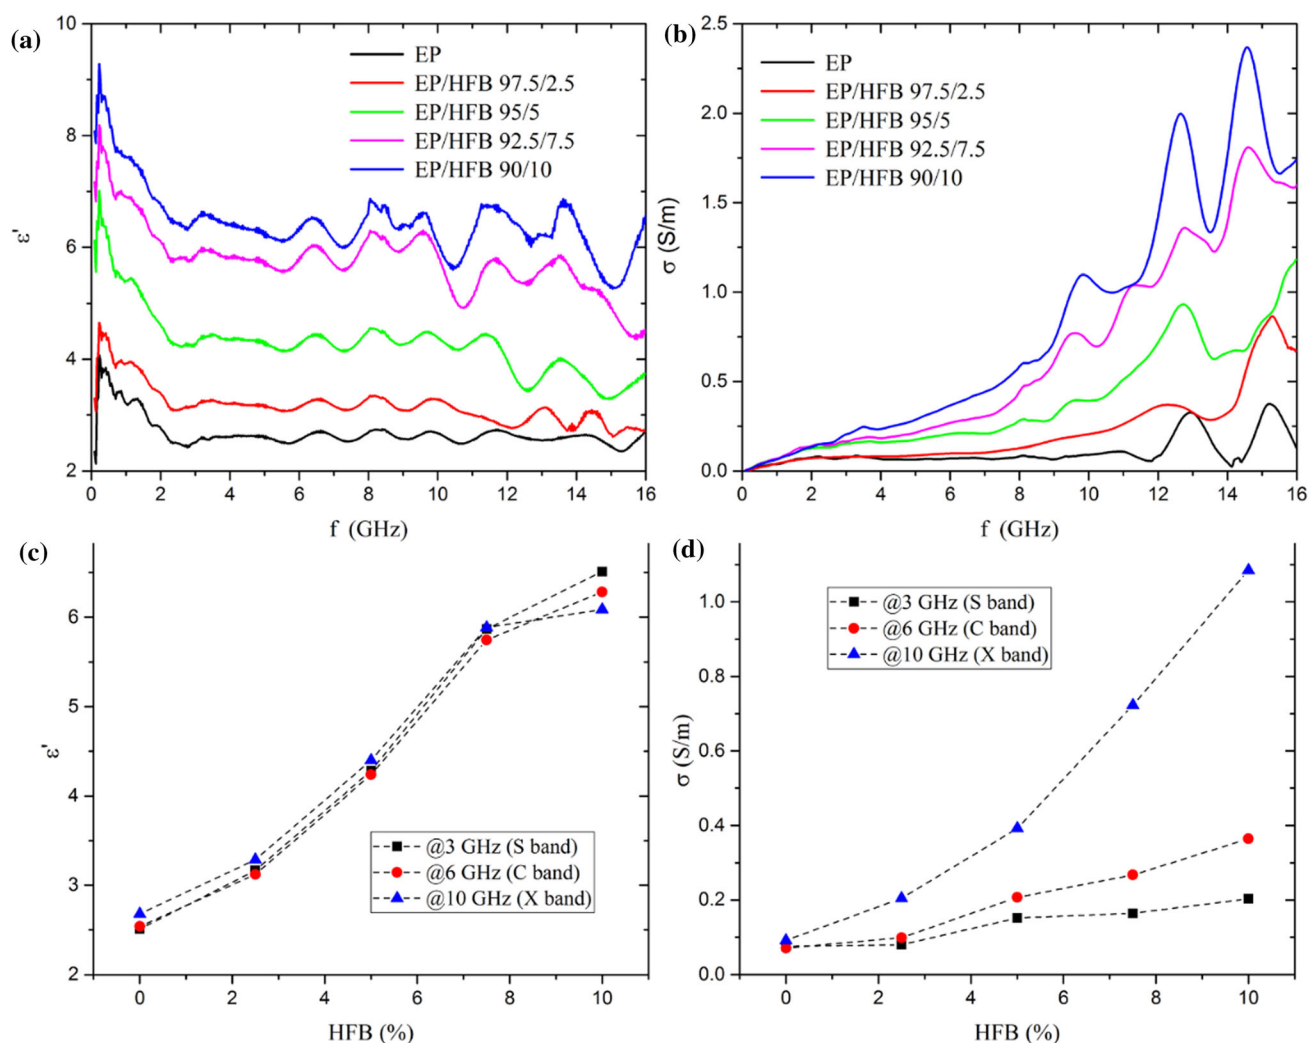 (a)
10
8
6
4
2
ε'
EP
EP/HFB 97.5/2.5
EP/HFB 95/5
EP/HFB 92.5/7.5
EP/HFB 90/10
0 2 4 6 8 10 12 14 16
f (GHz)
(b)
2.5
2.0
1.5
1.0
0.5
0.0
σ (S/m)
EP
EP/HFB 97.5/2.5
EP/HFB 95/5
EP/HFB 92.5/7.5
EP/HFB 90/10
0 2 4 6 8 10 12 14 16
f (GHz)
(c)
6
5
4
3
2
ε'
@3 GHz (S band)
@6 GHz (C band)
@10 GHz (X band)
0 2 4 6 8 10
HFB (%)
(d)
1.0
0.8
0.6
0.4
0.2
0.0
σ (S/m)
@3 GHz (S band)
@6 GHz (C band)
@10 GHz (X band)
0 2 4 6 8 10
HFB (%)